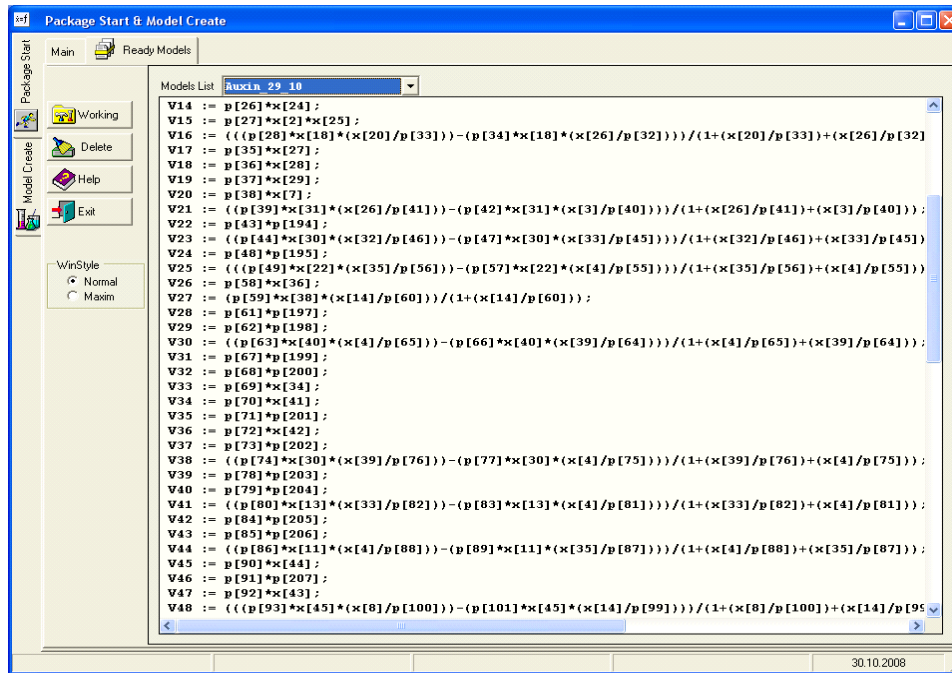 x=f Package Start & Model Create
Package Start
Model Create
Main Ready Models
Working
Delete
Help
Exit
WinStyle
Normal
Maxim
Models List Auxin_29_10
V14 := p[26]*x[24];
V15 := p[27]*x[2]*x[25];
V16 := (((p[28]*x[18]*(x[20]/p[33]))-(p[34]*x[18]*(x[26]/p[32])))/(1+(x[20]/p[33])+(x[26]/p[32]
V17 := p[35]*x[27];
V18 := p[36]*x[28];
V19 := p[37]*x[29];
V20 := p[38]*x[7];
V21 := ((p[39]*x[31]*(x[26]/p[41]))-(p[42]*x[31]*(x[3]/p[40])))/(1+(x[26]/p[41])+(x[3]/p[40]));
V22 := p[43]*p[194];
V23 := ((p[44]*x[30]*(x[32]/p[46]))-(p[47]*x[30]*(x[33]/p[45])))/(1+(x[32]/p[46])+(x[33]/p[45])
V24 := p[48]*p[195];
V25 := (((p[49]*x[22]*(x[35]/p[56]))-(p[57]*x[22]*(x[4]/p[55])))/(1+(x[35]/p[56])+(x[4]/p[55]))
V26 := p[58]*x[36];
V27 := (p[59]*x[38]*(x[14]/p[60]))/(1+(x[14]/p[60]));
V28 := p[61]*p[197];
V29 := p[62]*p[198];
V30 := ((p[63]*x[40]*(x[4]/p[65]))-(p[66]*x[40]*(x[39]/p[64])))/(1+(x[4]/p[65])+(x[39]/p[64]));
V31 := p[67]*p[199];
V32 := p[68]*p[200];
V33 := p[69]*x[34];
V34 := p[70]*x[41];
V35 := p[71]*p[201];
V36 := p[72]*x[42];
V37 := p[73]*p[202];
V38 := ((p[74]*x[30]*(x[39]/p[76]))-(p[77]*x[30]*(x[4]/p[75])))/(1+(x[39]/p[76])+(x[4]/p[75]));
V39 := p[78]*p[203];
V40 := p[79]*p[204];
V41 := ((p[80]*x[13]*(x[33]/p[82]))-(p[83]*x[13]*(x[4]/p[81])))/(1+(x[33]/p[82])+(x[4]/p[81]));
V42 := p[84]*p[205];
V43 := p[85]*p[206];
V44 := ((p[86]*x[11]*(x[4]/p[88]))-(p[89]*x[11]*(x[35]/p[87])))/(1+(x[4]/p[88])+(x[35]/p[87]));
V45 := p[90]*x[44];
V46 := p[91]*p[207];
V47 := p[92]*x[43];
V48 := (((p[93]*x[45]*(x[8]/p[100]))-(p[101]*x[45]*(x[14]/p[99])))/(1+(x[8]/p[100])+(x[14]/p[99
30.10.2008